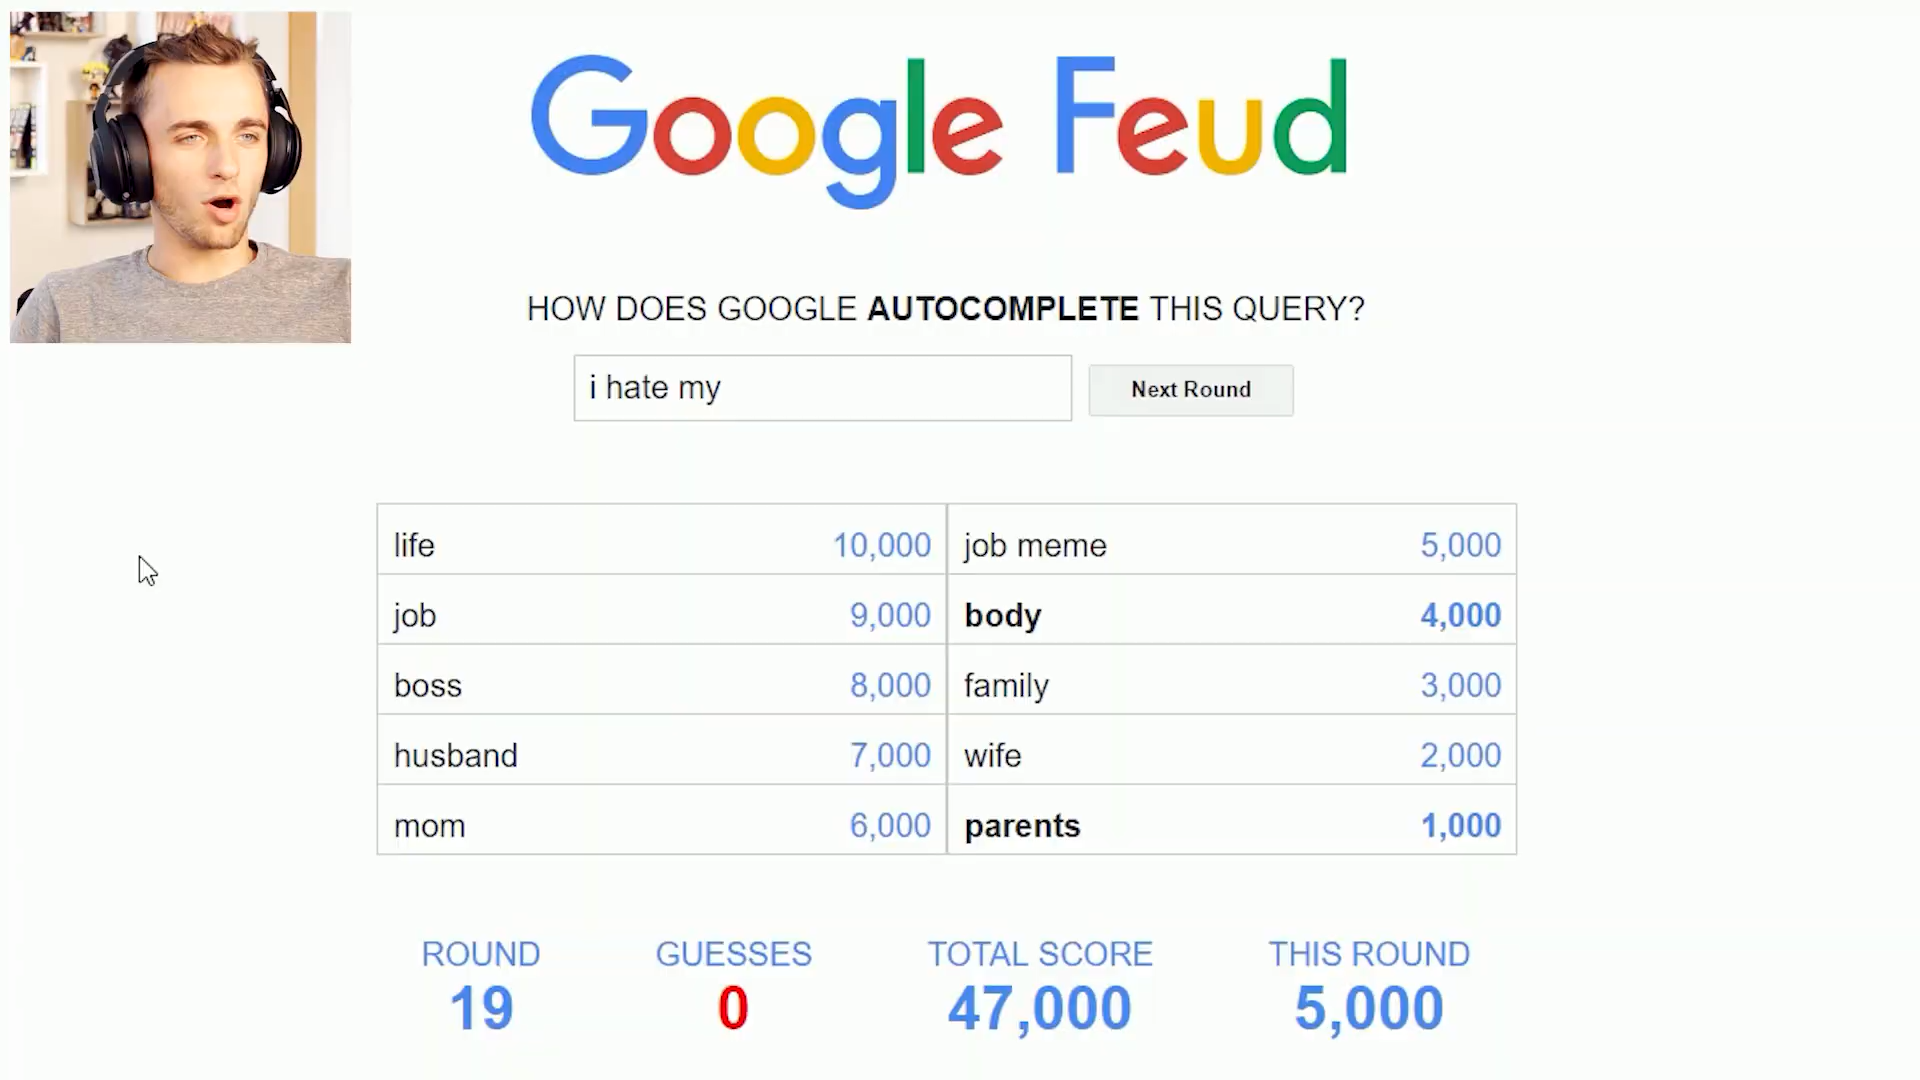 Google Feud
HOW DOES GOOGLE AUTOCOMPLETE THIS QUERY?
i hate my
Next Round
life 10,000
job 9,000
boss 8,000
husband 7,000
mom 6,000
job meme 5,000
body 4,000
family 3,000
wife 2,000
parents 1,000
ROUND
19
GUESSES
0
TOTAL SCORE
47,000
THIS ROUND
5,000